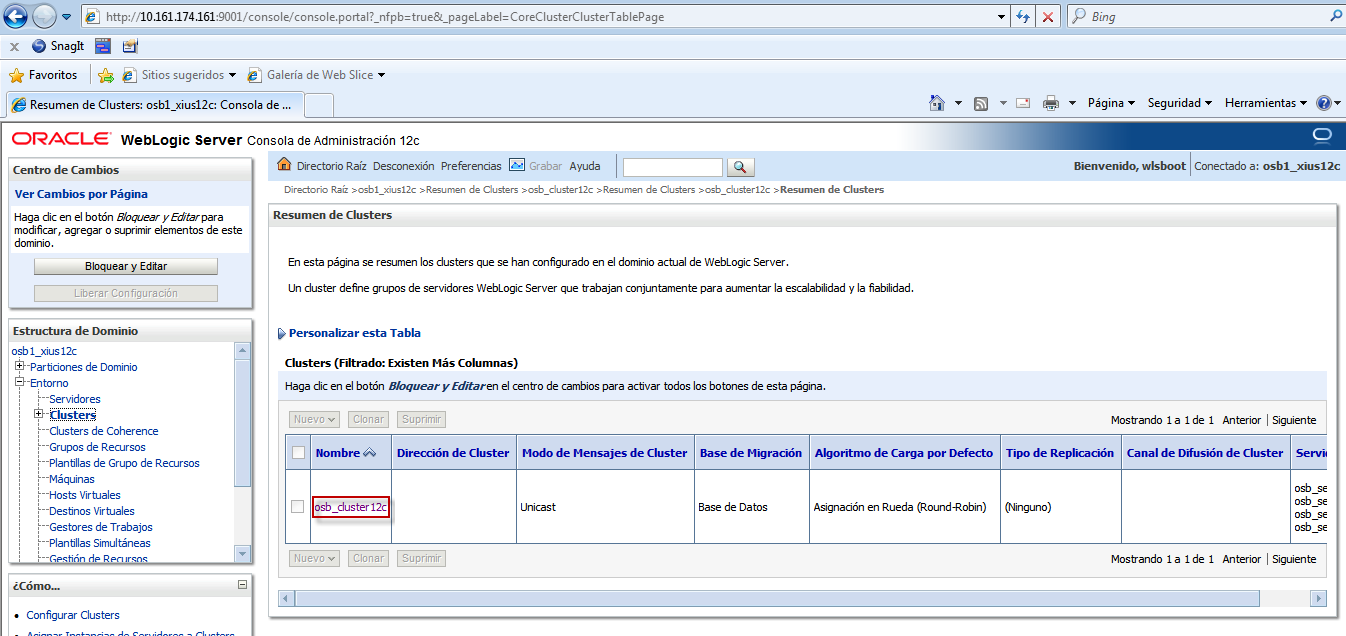 http://10.161.174.161:9001/console/console.portal?_nfpb=true&_pageLabel=CoreClusterClusterTablePage
Bing
x SnagIt
Favoritos Sitios sugeridos Galería de Web Slice
Resumen de Clusters: osb1_xius12c: Consola de ...
Página Seguridad Herramientas
ORACLE WebLogic Server Consola de Administración 12c
Centro de Cambios
Ver Cambios por Página
Haga clic en el botón Bloquear y Editar para
modificar, agregar o suprimir elementos de este
dominio.
Bloquear y Editar
Liberar Configuración
Estructura de Dominio
osb1_xius12c
Particiones de Dominio
Entorno
Servidores
Clusters
Clusters de Coherence
Grupos de Recursos
Plantillas de Grupo de Recursos
Máquinas
Hosts Virtuales
Destinos Virtuales
Gestores de Trabajos
Plantillas Simultáneas
Gestión de Recursos
¿Cómo...
• Configurar Clusters
• Asignar Instancias de Servidores a Clusters
Directorio Raíz Desconexión Preferencias Grabar Ayuda
Bienvenido, wlsboot Conectado a: osb1_xius12c
Directorio Raíz >osb1_xius12c >Resumen de Clusters >osb_cluster12c >Resumen de Clusters >osb_cluster12c >Resumen de Clusters
Resumen de Clusters
En esta página se resumen los clusters que se han configurado en el dominio actual de WebLogic Server.
Un cluster define grupos de servidores WebLogic Server que trabajan conjuntamente para aumentar la escalabilidad y la fiabilidad.
Personalizar esta Tabla
Clusters (Filtrado: Existen Más Columnas)
Haga clic en el botón Bloquear y Editar en el centro de cambios para activar todos los botones de esta página.
Nuevo Clonar Suprimir
Mostrando 1 a 1 de 1 Anterior | Siguiente
Nombre Dirección de Cluster Modo de Mensajes de Cluster Base de Migración Algoritmo de Carga por Defecto Tipo de Replicación Canal de Difusión de Cluster Servi
osb_cluster12c Unicast Base de Datos Asignación en Rueda (Round-Robin) (Ninguno)
osb_se
osb_se
osb_se
osb_se
Nuevo Clonar Suprimir
Mostrando 1 a 1 de 1 Anterior | Siguiente